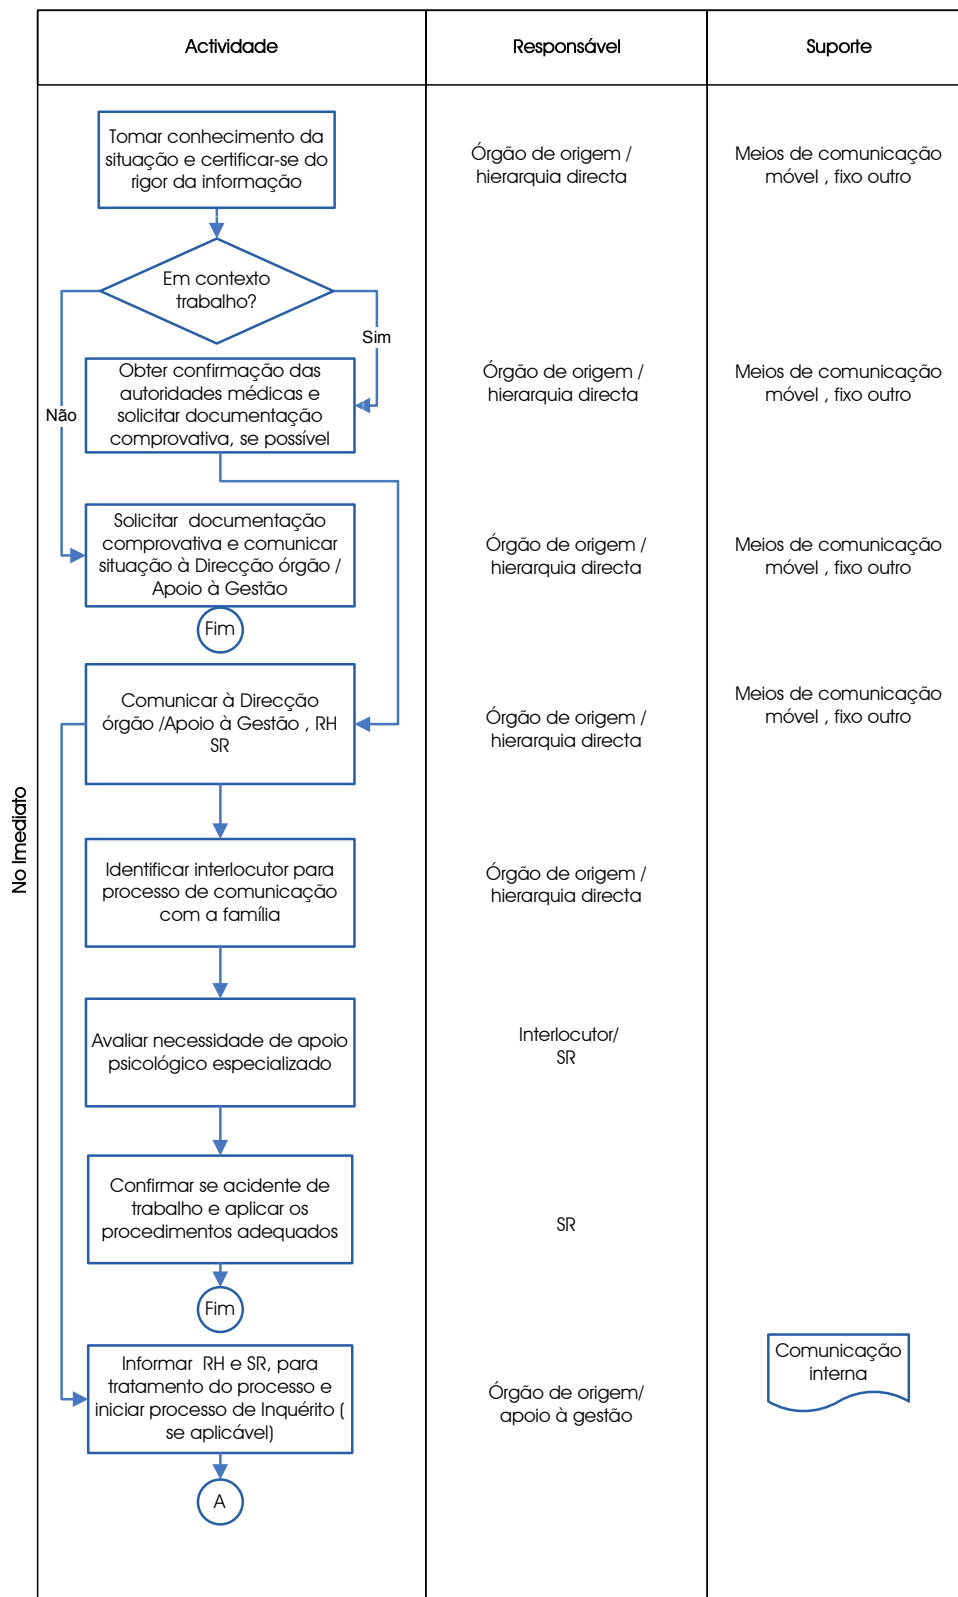 Actividade
Responsável
Suporte
Tomar conhecimento da
situação e certificar-se do
rigor da informação
Órgão de origem /
hierarquia directa
Meios de comunicação
móvel , fixo outro
Em contexto
trabalho?
Sim
Não
Obter confirmação das
autoridades médicas e
solicitar documentação
comprovativa, se possível
Órgão de origem /
hierarquia directa
Meios de comunicação
móvel , fixo outro
Solicitar documentação
comprovativa e comunicar
situação à Direcção órgão /
Apoio à Gestão
Órgão de origem /
hierarquia directa
Meios de comunicação
móvel , fixo outro
Fim
Comunicar à Direcção
órgão /Apoio à Gestão , RH
SR
Órgão de origem /
hierarquia directa
Meios de comunicação
móvel , fixo outro
No Imediato
Identificar interlocutor para
processo de comunicação
com a família
Órgão de origem /
hierarquia directa
Avaliar necessidade de apoio
psicológico especializado
Interlocutor/
SR
Confirmar se acidente de
trabalho e aplicar os
procedimentos adequados
SR
Fim
Informar RH e SR, para
tratamento do processo e
iniciar processo de Inquérito (
se aplicável)
Órgão de origem/
apoio à gestão
Comunicação
interna
A